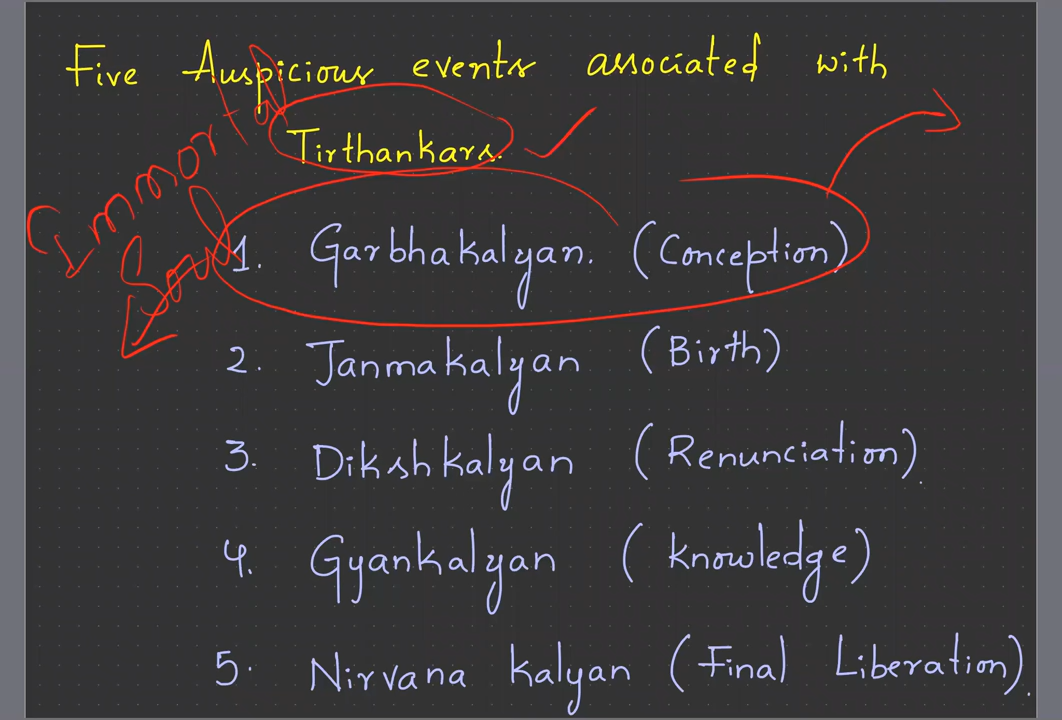 Five Auspicious events associated with
Tirthankars.
Immortal
Soul
1. Garbhakalyan. (Conception)
2. Janmakalyan (Birth)
3. Dikshkalyan (Renunciation).
4. Gyankalyan (knowledge)
5. Nirvana kalyan (Final Liberation).